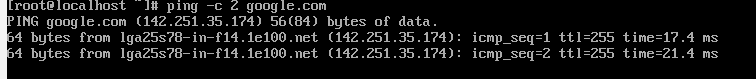 [root@localhost ~]# ping -c 2 google.com
PING google.com (142.251.35.174) 56(84) bytes of data.
64 bytes from lga25s78-in-f14.1e100.net (142.251.35.174): icmp_seq=1 ttl=255 time=17.4 ms
64 bytes from lga25s78-in-f14.1e100.net (142.251.35.174): icmp_seq=2 ttl=255 time=21.4 ms